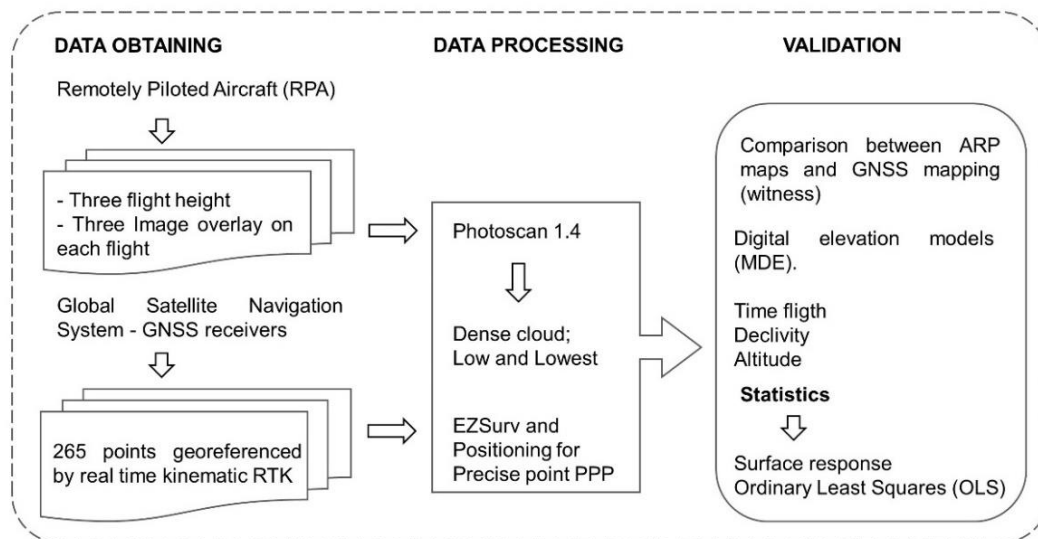 DATA OBTAINING
Remotely Piloted Aircraft (RPA)
- Three flight height
- Three Image overlay on
each flight
Global Satellite Navigation
System - GNSS receivers
265 points georeferenced
by real time kinematic RTK
DATA PROCESSING
Photoscan 1.4
Dense cloud;
Low and Lowest
EZSurv and
Positioning for
Precise point PPP
VALIDATION
Comparison between ARP
maps and GNSS mapping
(witness)
Digital elevation models
(MDE).
Time fligth
Declivity
Altitude
Statistics
Surface response
Ordinary Least Squares (OLS)